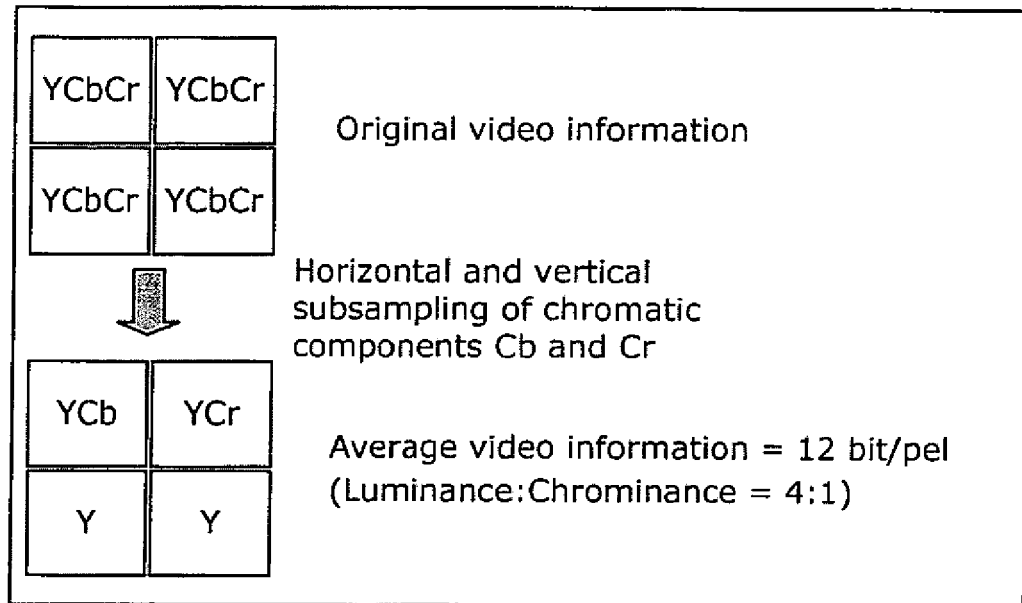 YCbCr YCbCr
Original video information
YCbCr YCbCr
Horizontal and vertical
subsampling of chromatic
components Cb and Cr
YCb YCr
Average video information = 12 bit/pel
(Luminance:Chrominance = 4:1)
Y Y